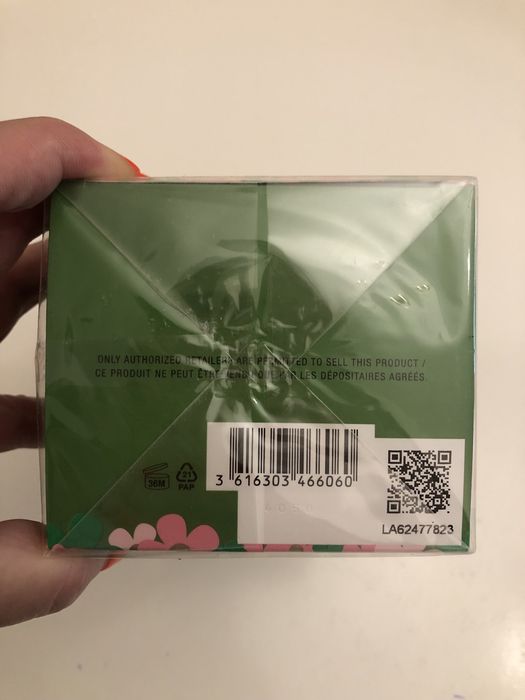 ONLY AUTHORIZED RETAILERS ARE PERMITTED TO SELL THIS PRODUCT /
CE PRODUIT NE PEUT ÊTRE VENDU QUE PAR LES DÉPOSITAIRES AGRÉÉS.
36M
21
PAP
3 616303 466060
LA62477823